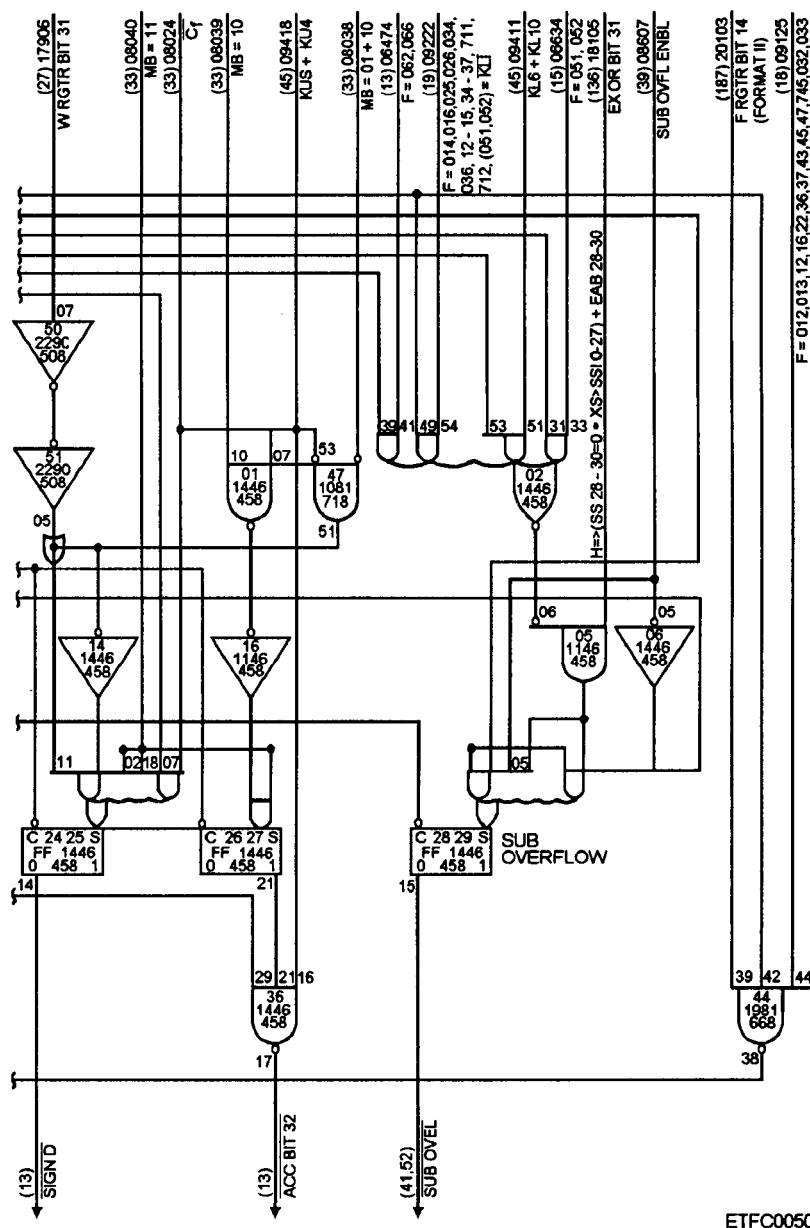 (27) 17906
W RGTR BIT 31
(33) 08040
MB = 11
(33) 08024
C̅f̅
(33) 08039
MB = 10
(45) 09418
KUS + KU4
(33) 08038
MB = 01 + 10
(13) 06474
F = 062,066
(19) 09222
F = 014,016,025,026,034,
036, 12 - 15, 34 - 37, 711,
712, (051,052) = KLJ
(45) 09411
KL6 + KL10
(15) 06634
F = 051, 052
(136) 18105
EX OR BIT 31
(39) 08607
SUB OVFL ENBL
(187) 20103
F RGTR BIT 14
(FORMAT II)
(18) 09125
F = 012,013,12,16,22,36,37,43,45,47,745,032,033
H=>(SS 28 - 30=0 • XS>SSI 0-27) + EAB 28-30
07
50
2290
508
51
2290
508
05
10 07
01
1446
458
53
47
1081
718
51
39 41 49 54
53 51 31 33
02
1446
458
06
05
1146
458
05
06
1446
458
14
1446
458
16
1146
458
11 02 18 07
05
C 24 25 S
FF 1446
0 458 1
C 26 27 S
FF 1446
0 458 1
C 28 29 S
FF 1446
0 458 1
SUB
OVERFLOW
14
21
15
29 21 16
36
1446
458
17
39 42 44
44
1981
668
38
(13)
SIGN D
(13)
ACC BIT 32
(41,52)
SUB OVEL
ETFC0050